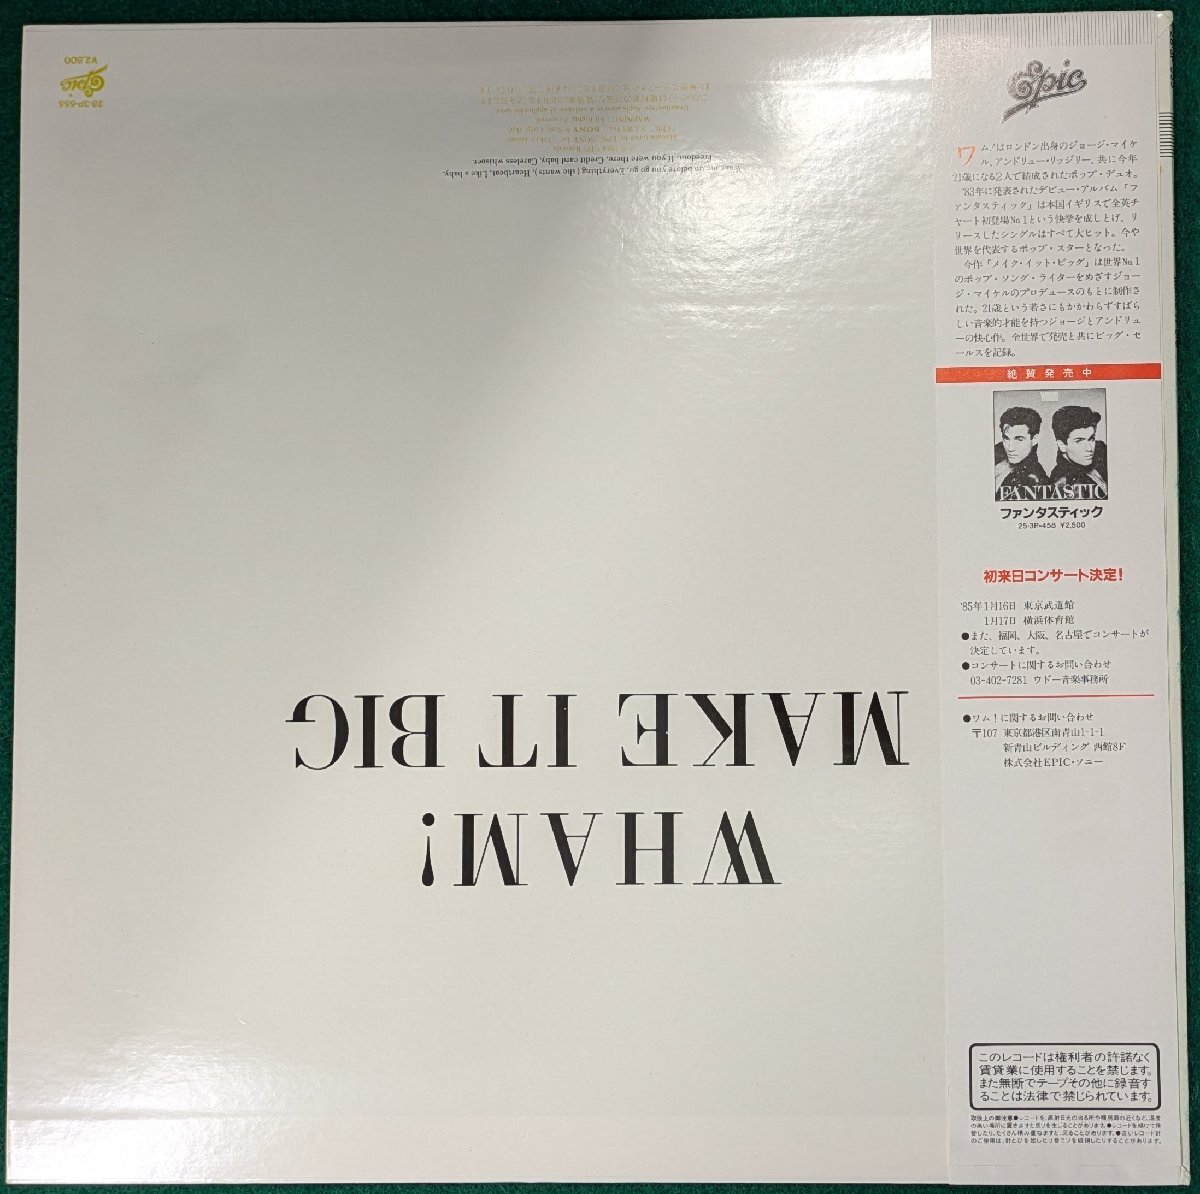 Epic
ワム!はロンドン出身のジョージ・マイケ
ル、アンドリュー・リッジリー、共に今年
21歳になる2人で結成されたポップ・デュオ。
'83年に発表されたデビュー・アルバム「フ
ァンタスティック」は本国イギリスで全英チ
ャート初登場No.1という快挙を成しとげ、リ
リースしたシングルはすべて大ヒット。今や
世界を代表するポップ・スターとなった。
今作「メイク・イット・ビッグ」は世界No.1
のポップ・ソング・ライターをめざすジョー
ジ・マイケルのプロデュースのもとに制作さ
れた。21歳という若さにもかかわらずすばら
しい音楽的才能を持つジョージとアンドリュ
ーの快心作。全世界で発売と共にビッグ・セ
ールスを記録。
絶賛発売中
FANTASTIC
ファンタスティック
25・3P-458 ¥2,500
初来日コンサート決定!
'85年1月16日 東京武道館
1月17日 横浜体育館
●また、福岡、大阪、名古屋でコンサートが
決定しています。
●コンサートに関するお問い合わせ
03-402-7281 ウドー音楽事務所
●ワム!に関するお問い合わせ
〒107 東京都港区南青山1-1-1
新青山ビルディング 西館8F
株式会社EPIC・ソニー
このレコードは権利者の許諾なく
賃貸業に使用することを禁じます。
また無断でテープその他に録音す
ることは法律で禁じられています。
WHAM!
MAKE IT BIG
Wake me up before you go go, Everything she wants, Heartbeat, Like a baby,
Freedom, If you were there, Credit card baby, Careless whisper.
28・3P-555
Epic
¥2,800